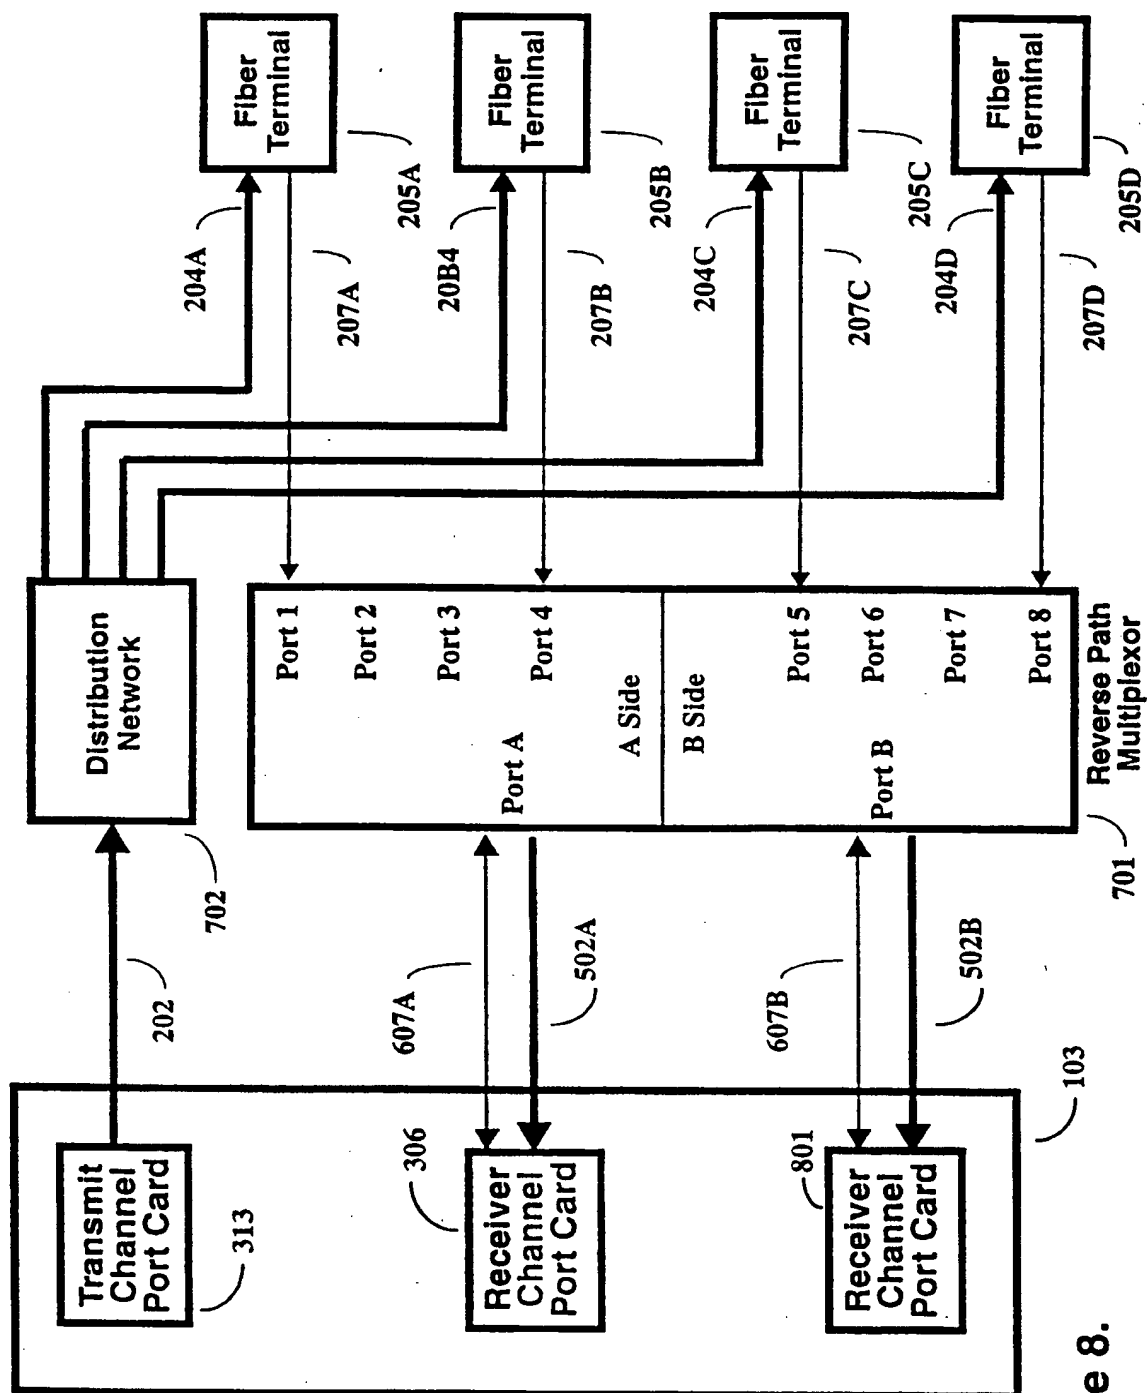 Transmit
Channel
Port Card
313
202
Distribution
Network
702
204A
Fiber
Terminal
205A
207A
20B4
Fiber
Terminal
205B
207B
204C
Fiber
Terminal
205C
207C
204D
Fiber
Terminal
205D
207D
Receiver
Channel
Port Card
306
607A
502A
Port A
A Side
Port 1
Port 2
Port 3
Port 4
Receiver
Channel
Port Card
801
607B
502B
Port B
B Side
Port 5
Port 6
Port 7
Port 8
103
701
Reverse Path
Multiplexor
e 8.